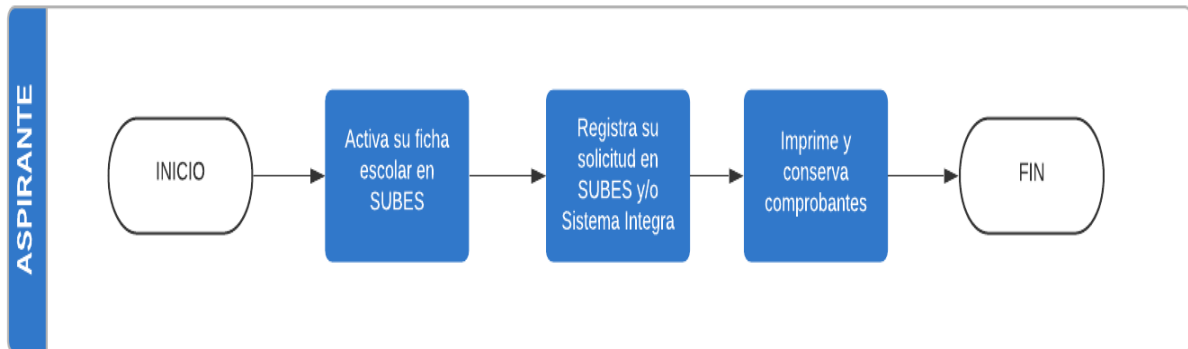 ASPIRANTE
INICIO
Activa su ficha
escolar en
SUBES
Registra su
solicitud en
SUBES y/o
Sistema Integra
Imprime y
conserva
comprobantes
FIN